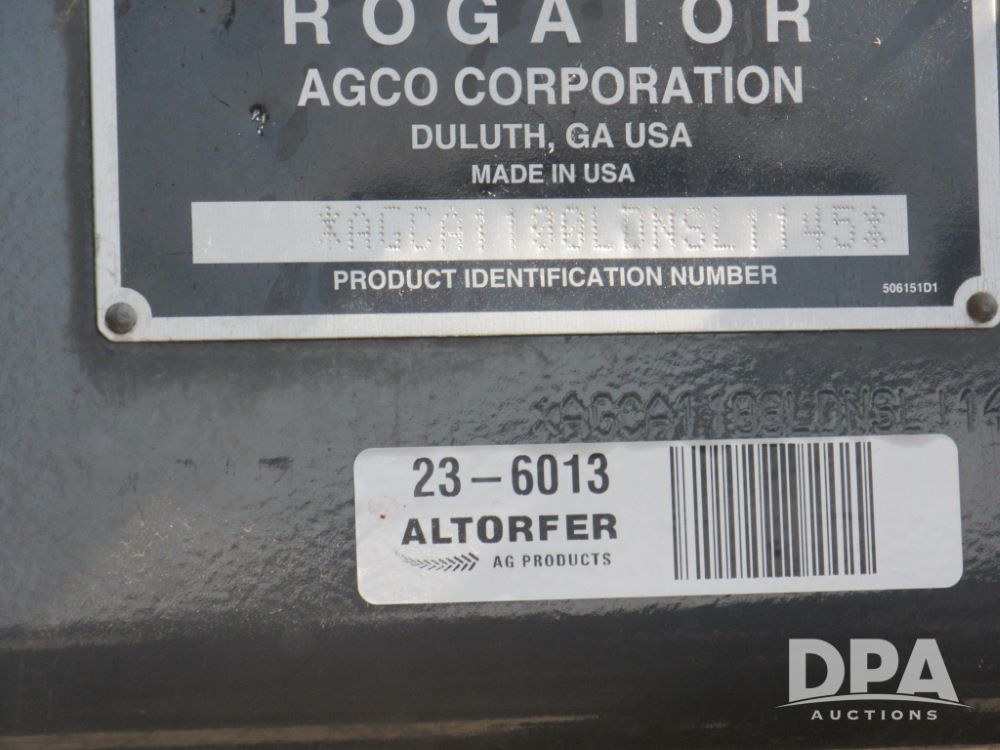 ROGATOR
AGCO CORPORATION
DULUTH, GA USA
MADE IN USA
*AGCA1100LDNSL1145*
PRODUCT IDENTIFICATION NUMBER
506151D1
*AGCA1100LDNSL114
23-6013
ALTORFER
AG PRODUCTS
DPA
AUCTIONS